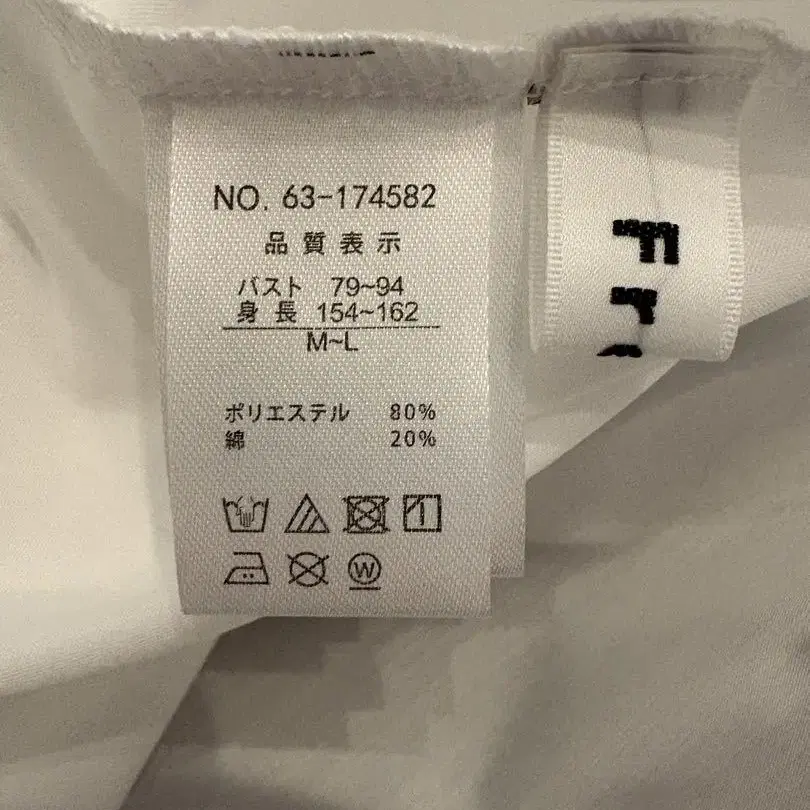 NO. 63-174582
品質表示
バスト 79~94
身長 154~162
M~L
ポリエステル 80%
綿 20%
W
Fr